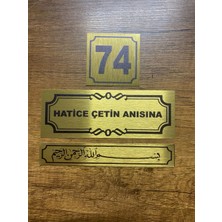 74
HATİCE ÇETİN ANISINA
بسم الله الرحمن الرحيم